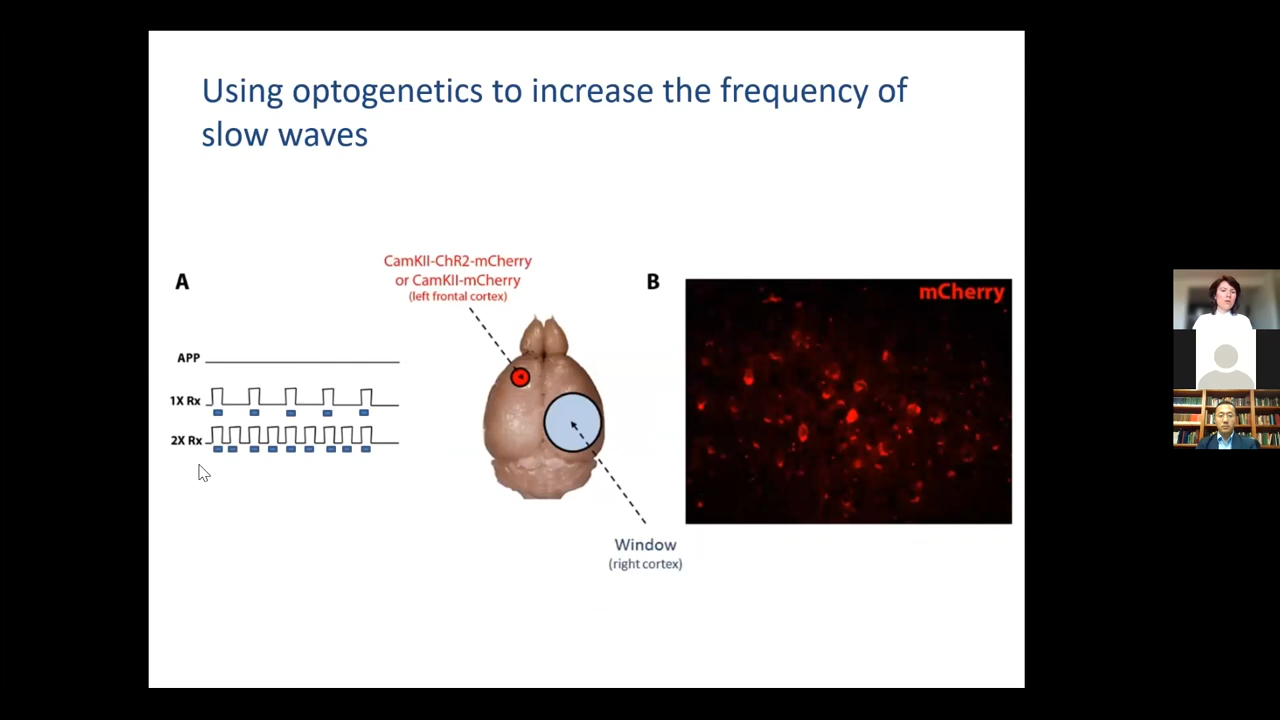 Using optogenetics to increase the frequency of
slow waves
A
CamKII-ChR2-mCherry
or CamKII-mCherry
(left frontal cortex)
B
mCherry
APP
1X Rx
2X Rx
Window
(right cortex)